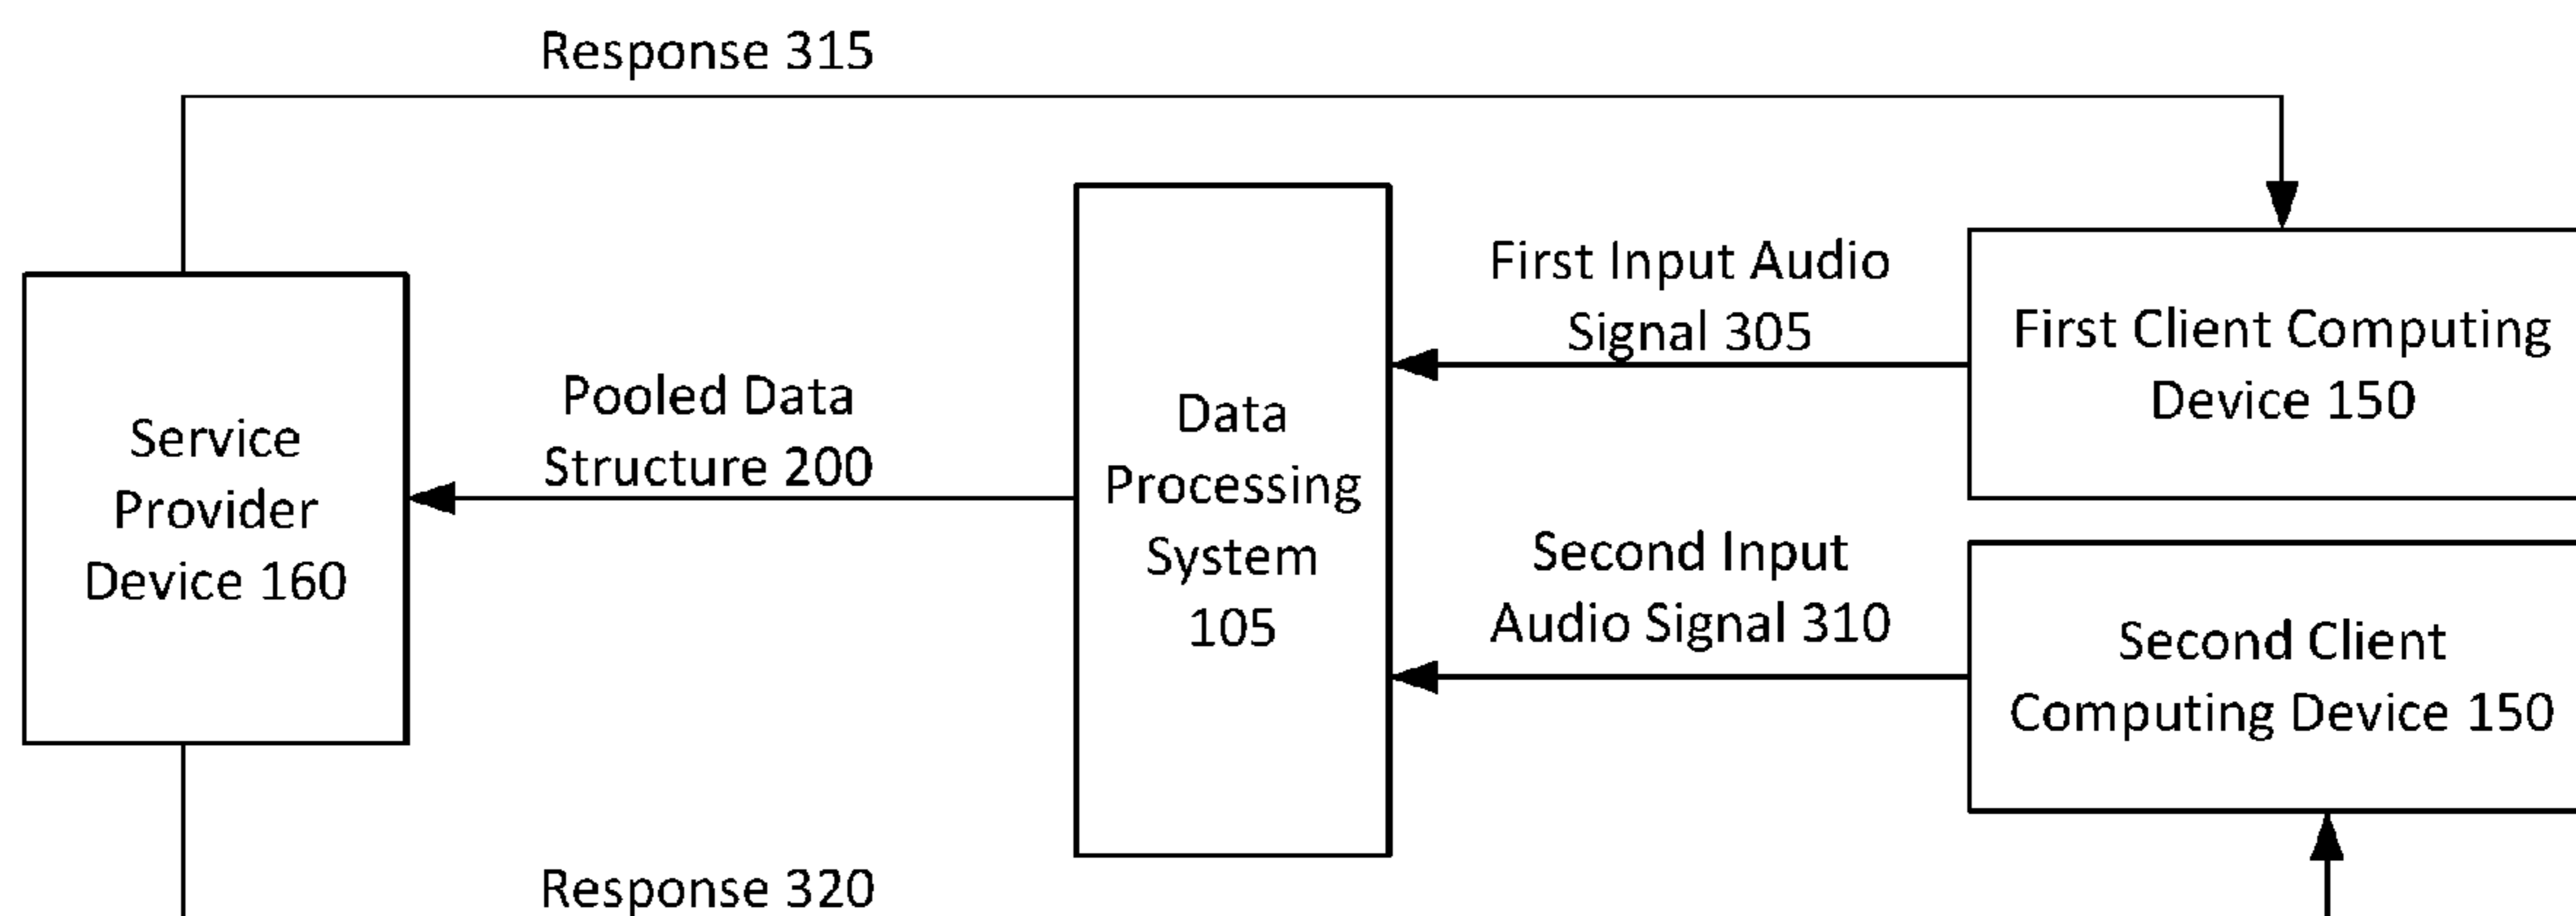 Response 315
First Input Audio
Signal 305
First Client Computing
Device 150
Pooled Data
Structure 200
Data
Processing
System
105
Service
Provider
Device 160
Second Input
Audio Signal 310
Second Client
Computing Device 150
Response 320